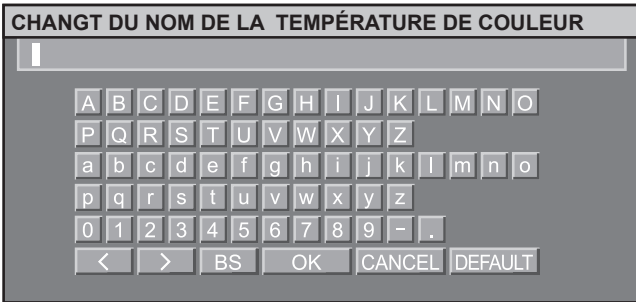 CHANGT DU NOM DE LA TEMPÉRATURE DE COULEUR
A B C D E F G H I J K L M N O
P Q R S T U V W X Y Z
a b c d e f g h i j k l m n o
p q r s t u v w x y z
0 1 2 3 4 5 6 7 8 9 - .
< > BS OK CANCEL DEFAULT